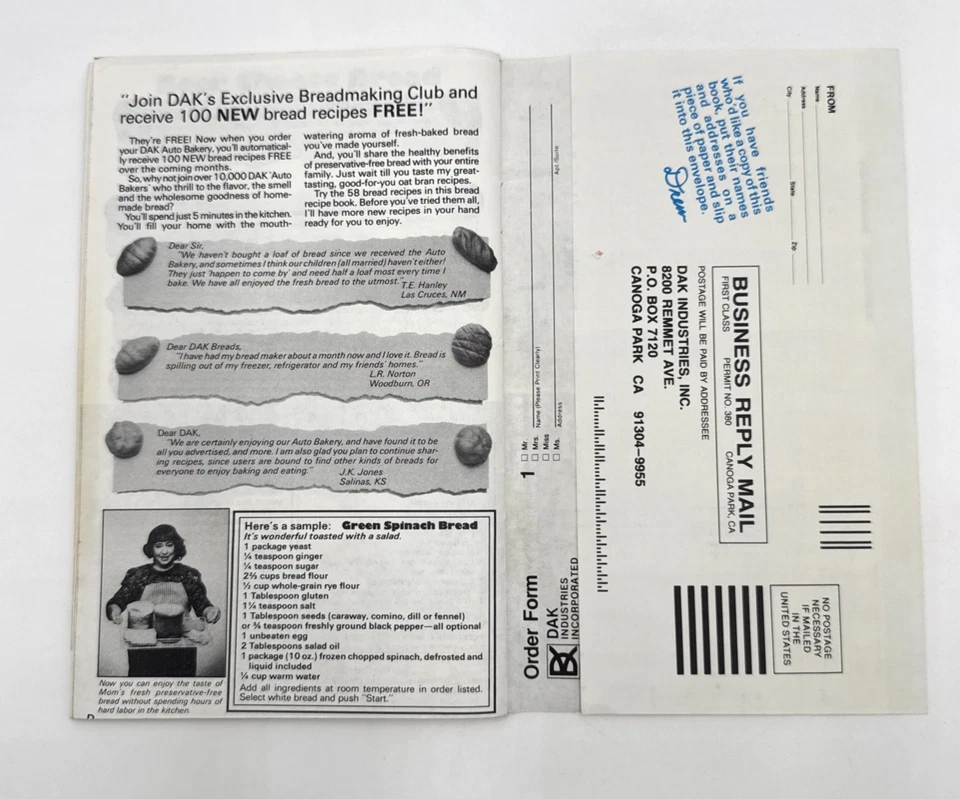 "Join DAK's Exclusive Breadmaking Club and
receive 100 NEW bread recipes FREE!"
They're FREE! Now when you order
your DAK Auto Bakery, you'll automatical-
ly receive 100 NEW bread recipes FREE
over the coming months.
So, why not join over 10,000 DAK 'Auto
Bakers' who thrill to the flavor, the smell
and the wholesome goodness of home-
made bread?
You'll spend just 5 minutes in the kitchen.
You'll fill your home with the mouth-
watering aroma of fresh-baked bread
you've made yourself.
And, you'll share the healthy benefits
of preservative-free bread with your entire
family. Just wait till you taste my great-
tasting, good-for-you oat bran recipes.
Try the 58 bread recipes in this bread
recipe book. Before you've tried them all,
I'll have more new recipes in your hand
ready for you to enjoy.
Dear Sir,
"We haven't bought a loaf of bread since we received the Auto
Bakery, and sometimes I think our children [all married] haven't either!
They just 'happen to come by' and need half a loaf most every time I
bake. We have all enjoyed the fresh bread to the utmost."
T.E. Hanley
Las Cruces, NM
Dear DAK Breads,
"I have had my bread maker about a month now and I love it. Bread is
spilling out of my freezer, refrigerator and my friends' homes."
L.R. Norton
Woodburn, OR
Dear DAK,
"We are certainly enjoying our Auto Bakery, and have found it to be
all you advertised, and more. I am also glad you plan to continue shar-
ing recipes, since users are bound to find other kinds of breads for
everyone to enjoy baking and eating."
J.K. Jones
Salinas, KS
Now you can enjoy the taste of
Mom's fresh preservative-free
bread without spending hours of
hard labor in the kitchen.
Here's a sample: Green Spinach Bread
It's wonderful toasted with a salad.
1 package yeast
¼ teaspoon ginger
¼ teaspoon sugar
2⅔ cups bread flour
½ cup whole-grain rye flour
1 Tablespoon gluten
1¼ teaspoon salt
1 Tablespoon seeds (caraway, comino, dill or fennel)
or ¾ teaspoon freshly ground black pepper—all optional
1 unbeaten egg
2 Tablespoons salad oil
1 package (10 oz.) frozen chopped spinach, defrosted and
liquid included
¼ cup warm water
Add all ingredients at room temperature in order listed.
Select white bread and push "Start."
Order Form
DAK
INDUSTRIES
INCORPORATED
1
Mr.
Mrs.
Miss
Ms.
Name (Please Print Clearly)
Address
Apt/Suite
FROM
Name
Address
City
State
Zip
If you have friends
who'd like a copy of this
book, put their names
and addresses on a
piece of paper and slip
it into this envelope.
Drew
BUSINESS REPLY MAIL
FIRST CLASS PERMIT NO. 380 CANOGA PARK, CA
POSTAGE WILL BE PAID BY ADDRESSEE
DAK INDUSTRIES, INC.
8200 REMMET AVE.
P.O. BOX 7120
CANOGA PARK CA 91304–9955
NO POSTAGE
NECESSARY
IF MAILED
IN THE
UNITED STATES